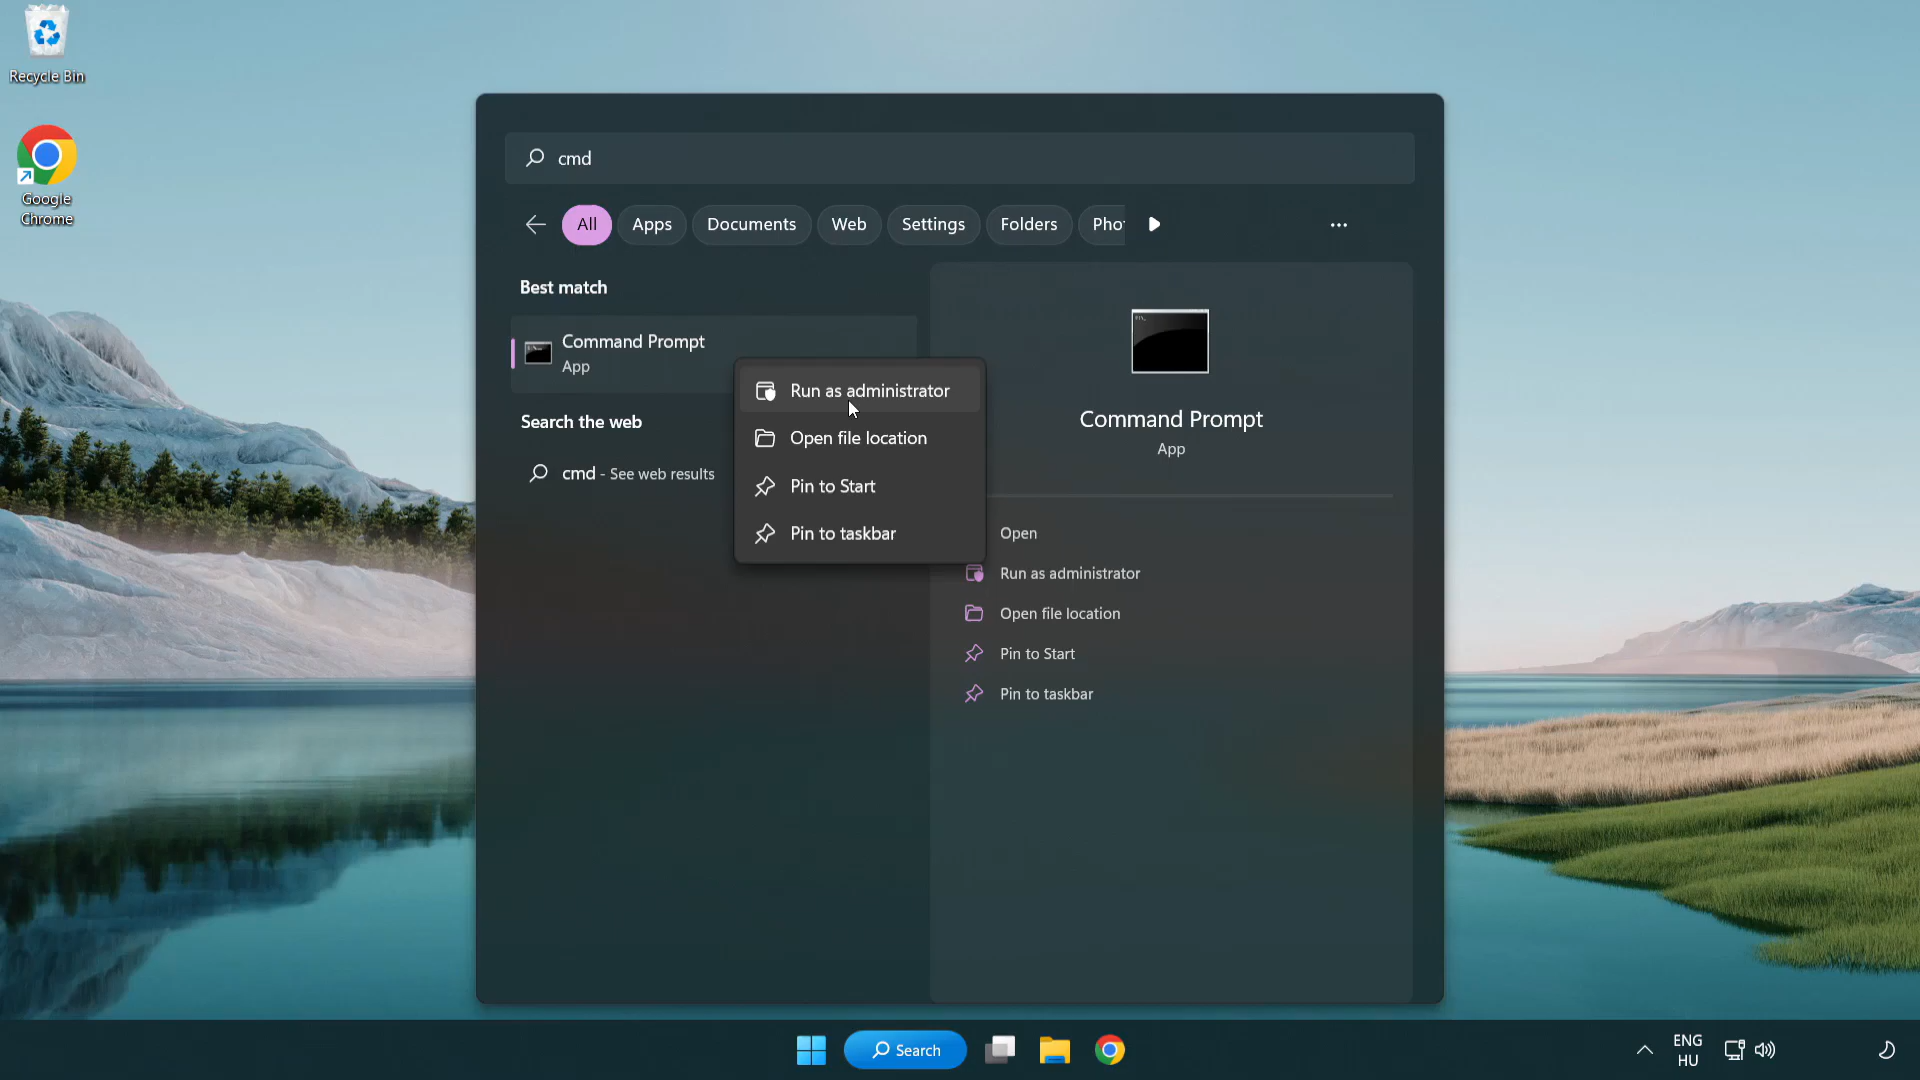 Recycle Bin
Google
Chrome
cmd
All
Apps
Documents
Web
Settings
Folders
Pho
Best match
Command Prompt
App
Search the web
cmd - See web results
Run as administrator
Open file location
Pin to Start
Pin to taskbar
Command Prompt
App
Open
Run as administrator
Open file location
Pin to Start
Pin to taskbar
Search
ENG
HU